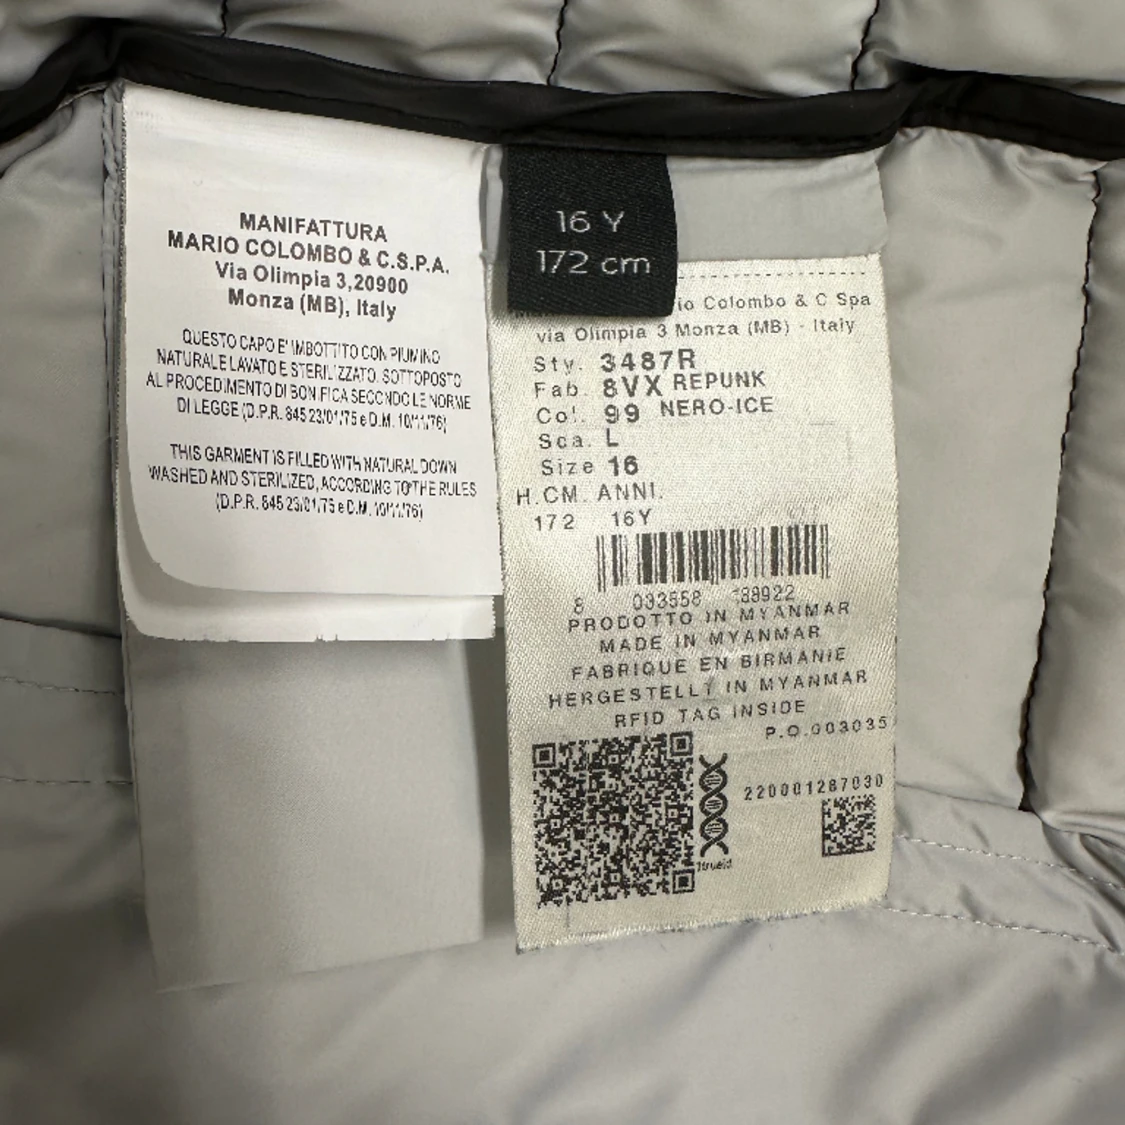 MANIFATTURA
MARIO COLOMBO & C.S.P.A.
Via Olimpia 3,20900
Monza (MB), Italy
QUESTO CAPO E' IMBOTTITO CON PIUMINO
NATURALE LAVATO E STERILIZZATO. SOTTOPOSTO
AL PROCEDIMENTO DI BONIFICA SECONDO LE NORME
DI LEGGE (D.P.R. 845 23/01/75 e D.M. 10/11/76)
THIS GARMENT IS FILLED WITH NATURAL DOWN
WASHED AND STERILIZED, ACCORDING TO THE RULES
(D.P.R. 845 23/01/75 e D.M. 10/11/76)
16 Y
172 cm
io Colombo & C Spa
via Olimpia 3 Monza (MB) - Italy
Sty. 3487R
Fab. 8VX REPUNK
Col. 99 NERO-ICE
Sca. L
Size 16
H.CM. ANNI.
172 16Y
8 033558
PRODOTTO IN MYANMAR
MADE IN MYANMAR
FABRIQUE EN BIRMANIE
HERGESTELLT IN MYANMAR
RFID TAG INSIDE
P.O.003035
220001287030
1trueid